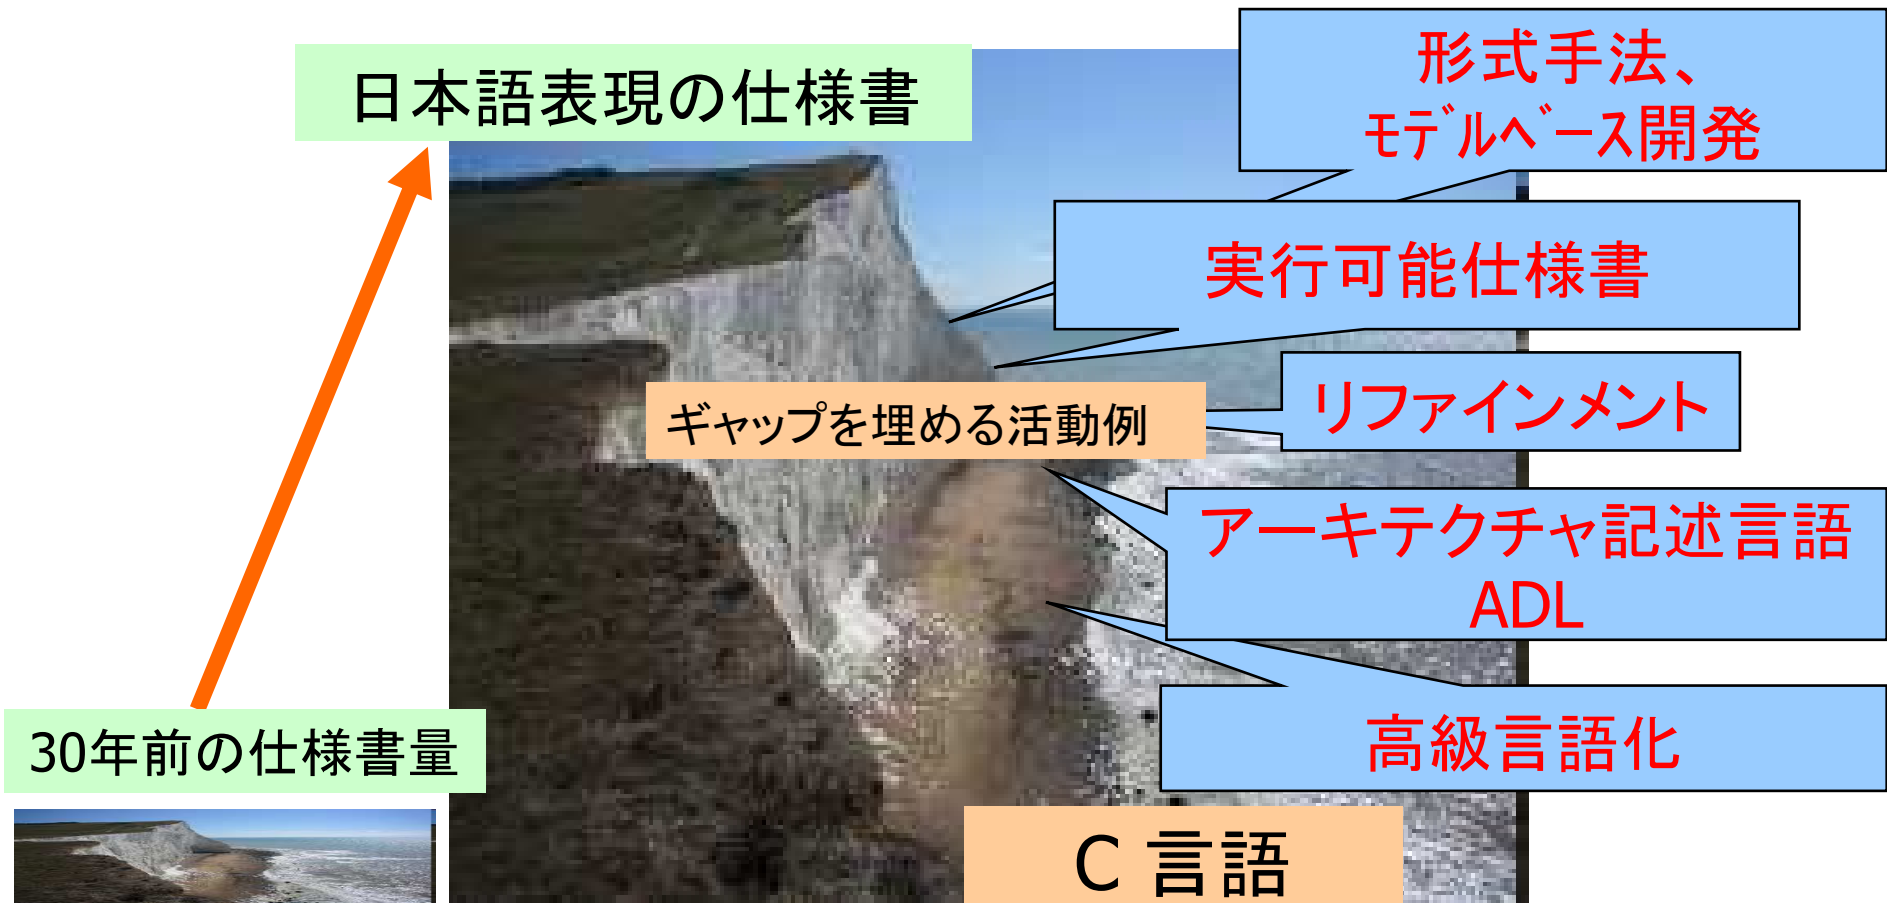 日本語表現の仕様書
形式手法、
ﾓﾃﾞﾙﾍﾞｰｽ開発
実行可能仕様書
ギャップを埋める活動例
リファインメント
アーキテクチャ記述言語
ADL
30年前の仕様書量
高級言語化
C 言語